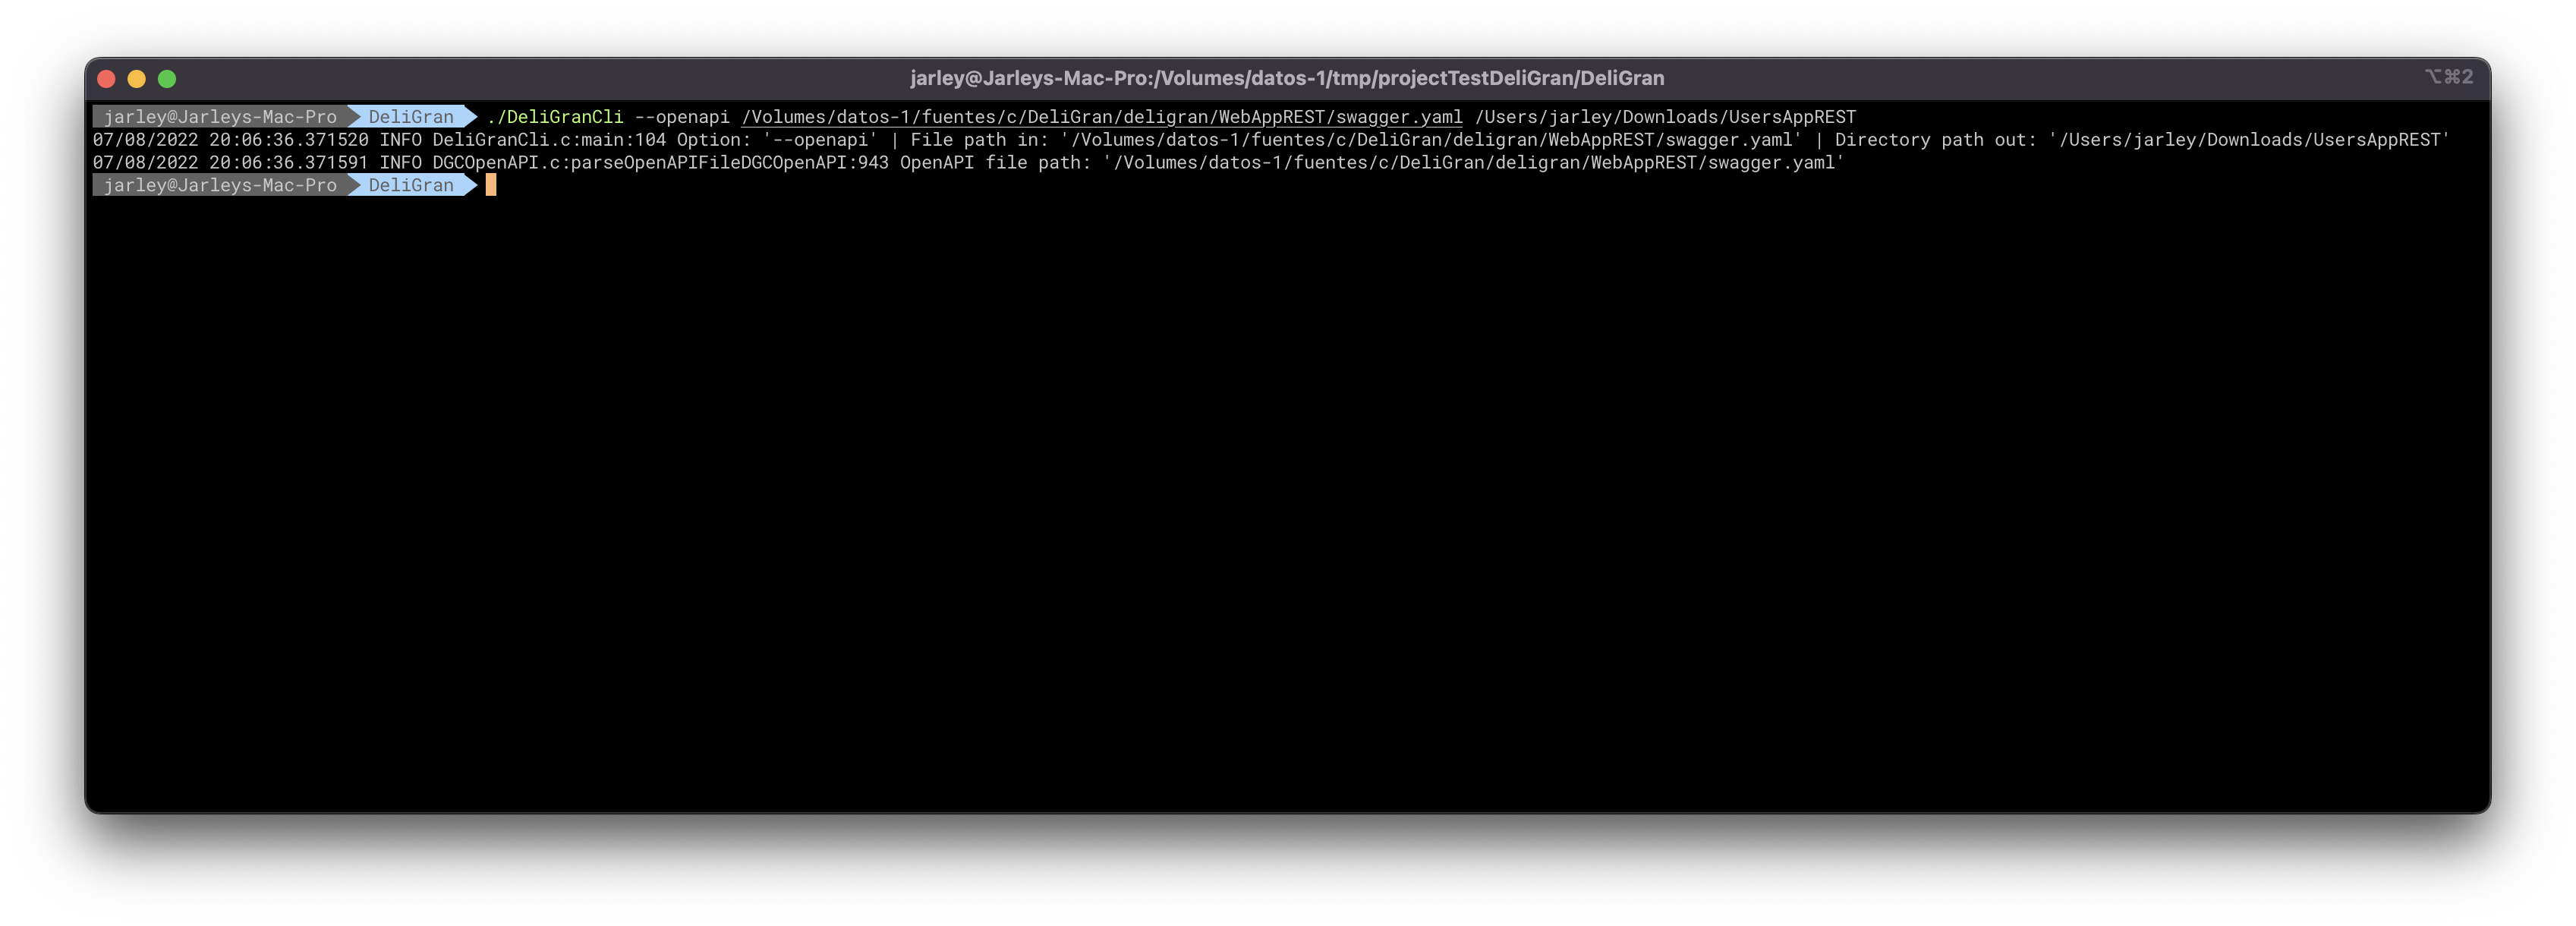 jarley@Jarleys-Mac-Pro:/Volumes/datos-1/tmp/projectTestDeliGran/DeliGran ⌥⌘2
jarley@Jarleys-Mac-Pro DeliGran ./DeliGranCli --openapi /Volumes/datos-1/fuentes/c/DeliGran/deligran/WebAppREST/swagger.yaml /Users/jarley/Downloads/UsersAppREST
07/08/2022 20:06:36.371520 INFO DeliGranCli.c:main:104 Option: '--openapi' | File path in: '/Volumes/datos-1/fuentes/c/DeliGran/deligran/WebAppREST/swagger.yaml' | Directory path out: '/Users/jarley/Downloads/UsersAppREST'
07/08/2022 20:06:36.371591 INFO DGCOpenAPI.c:parseOpenAPIFileDGCOpenAPI:943 OpenAPI file path: '/Volumes/datos-1/fuentes/c/DeliGran/deligran/WebAppREST/swagger.yaml'
jarley@Jarleys-Mac-Pro DeliGran